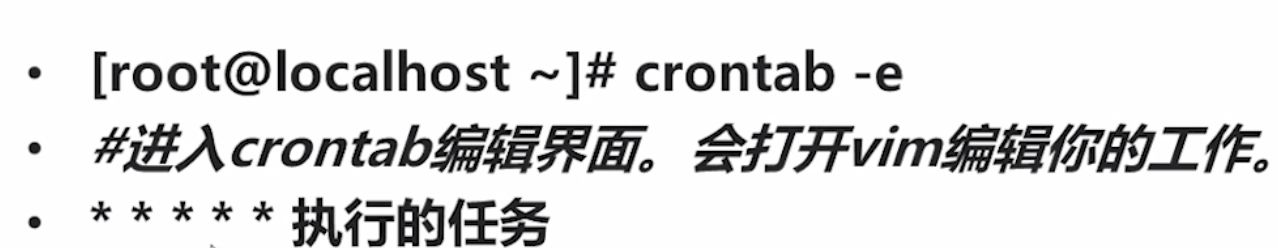 • [root@localhost ~]# crontab -e
• #进入crontab编辑界面。会打开vim编辑你的工作。
• * * * * * 执行的任务